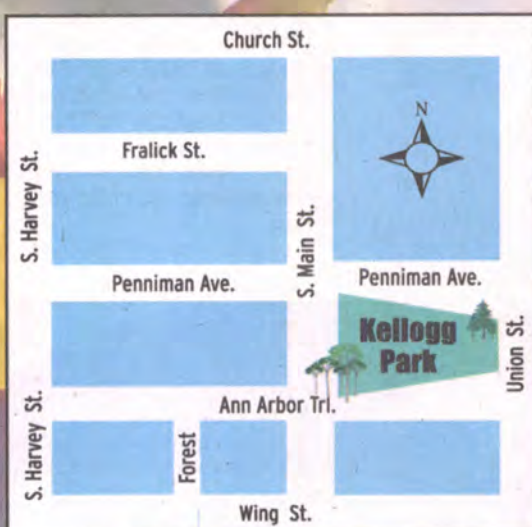 Church St.
N
Fralick St.
S. Harvey St.
S. Main St.
Penniman Ave.
Penniman Ave.
Kellogg
Park
Union St.
Ann Arbor Trl.
S. Harvey St.
Forest
Wing St.